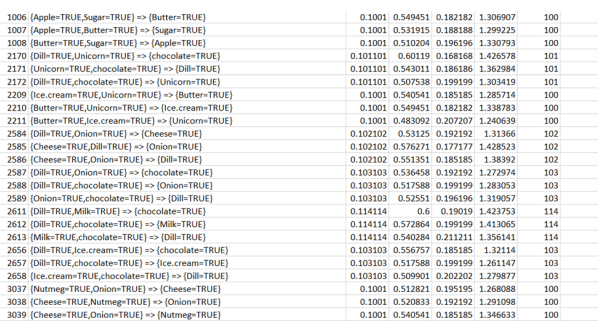 1006 {Apple=TRUE,Sugar=TRUE} => {Butter=TRUE} 0.1001 0.549451 0.182182 1.306907 100
1007 {Apple=TRUE,Butter=TRUE} => {Sugar=TRUE} 0.1001 0.531915 0.188188 1.299225 100
1008 {Butter=TRUE,Sugar=TRUE} => {Apple=TRUE} 0.1001 0.510204 0.196196 1.330793 100
2170 {Dill=TRUE,Unicorn=TRUE} => {chocolate=TRUE} 0.101101 0.60119 0.168168 1.426578 101
2171 {Unicorn=TRUE,chocolate=TRUE} => {Dill=TRUE} 0.101101 0.543011 0.186186 1.362984 101
2172 {Dill=TRUE,chocolate=TRUE} => {Unicorn=TRUE} 0.101101 0.507538 0.199199 1.303419 101
2209 {Ice.cream=TRUE,Unicorn=TRUE} => {Butter=TRUE} 0.1001 0.540541 0.185185 1.285714 100
2210 {Butter=TRUE,Unicorn=TRUE} => {Ice.cream=TRUE} 0.1001 0.549451 0.182182 1.338783 100
2211 {Butter=TRUE,Ice.cream=TRUE} => {Unicorn=TRUE} 0.1001 0.483092 0.207207 1.240639 100
2584 {Dill=TRUE,Onion=TRUE} => {Cheese=TRUE} 0.102102 0.53125 0.192192 1.31366 102
2585 {Cheese=TRUE,Dill=TRUE} => {Onion=TRUE} 0.102102 0.576271 0.177177 1.428523 102
2586 {Cheese=TRUE,Onion=TRUE} => {Dill=TRUE} 0.102102 0.551351 0.185185 1.38392 102
2587 {Dill=TRUE,Onion=TRUE} => {chocolate=TRUE} 0.103103 0.536458 0.192192 1.272974 103
2588 {Dill=TRUE,chocolate=TRUE} => {Onion=TRUE} 0.103103 0.517588 0.199199 1.283053 103
2589 {Onion=TRUE,chocolate=TRUE} => {Dill=TRUE} 0.103103 0.52551 0.196196 1.319057 103
2611 {Dill=TRUE,Milk=TRUE} => {chocolate=TRUE} 0.114114 0.6 0.19019 1.423753 114
2612 {Dill=TRUE,chocolate=TRUE} => {Milk=TRUE} 0.114114 0.572864 0.199199 1.413065 114
2613 {Milk=TRUE,chocolate=TRUE} => {Dill=TRUE} 0.114114 0.540284 0.211211 1.356141 114
2656 {Dill=TRUE,Ice.cream=TRUE} => {chocolate=TRUE} 0.103103 0.556757 0.185185 1.32114 103
2657 {Dill=TRUE,chocolate=TRUE} => {Ice.cream=TRUE} 0.103103 0.517588 0.199199 1.261147 103
2658 {Ice.cream=TRUE,chocolate=TRUE} => {Dill=TRUE} 0.103103 0.509901 0.202202 1.279877 103
3037 {Nutmeg=TRUE,Onion=TRUE} => {Cheese=TRUE} 0.1001 0.512821 0.195195 1.268088 100
3038 {Cheese=TRUE,Nutmeg=TRUE} => {Onion=TRUE} 0.1001 0.520833 0.192192 1.291098 100
3039 {Cheese=TRUE,Onion=TRUE} => {Nutmeg=TRUE} 0.1001 0.540541 0.185185 1.346633 100